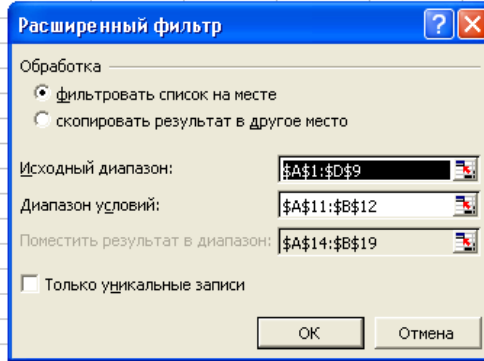 Расширенный фильтр
Обработка
фильтровать список на месте
скопировать результат в другое место
Исходный диапазон: $A$1:$D$9
Диапазон условий: $A$11:$B$12
Поместить результат в диапазон: $A$14:$B$19
Только уникальные записи
ОК Отмена